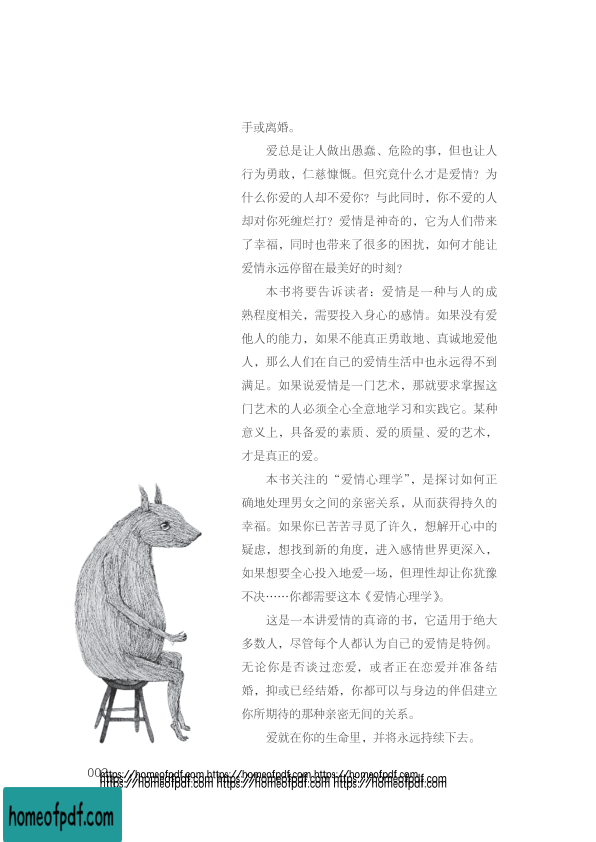 手或离婚。
爱总是让人做出愚蠢、危险的事，但也让人
行为勇敢，仁慈慷慨。但究竟什么才是爱情？为
什么你爱的人却不爱你？与此同时，你不爱的人
却对你死缠烂打？爱情是神奇的，它为人们带来
了幸福，同时也带来了很多的困扰，如何才能让
爱情永远停留在最美好的时刻？
本书将要告诉读者：爱情是一种与人的成
熟程度相关，需要投入身心的感情。如果没有爱
他人的能力，如果不能真正勇敢地、真诚地爱他
人，那么人们在自己的爱情生活中也永远得不到
满足。如果说爱情是一门艺术，那就要求掌握这
门艺术的人必须全心全意地学习和实践它。某种
意义上，具备爱的素质、爱的质量、爱的艺术，
才是真正的爱。
本书关注的“爱情心理学”，是探讨如何正
确地处理男女之间的亲密关系，从而获得持久的
幸福。如果你已苦苦寻觅了许久，想解开心中的
疑虑，想找到新的角度，进入感情世界更深入，
如果想要全心投入地爱一场，但理性却让你犹豫
不决……你都需要这本《爱情心理学》。
这是一本讲爱情的真谛的书，它适用于绝大
多数人，尽管每个人都认为自己的爱情是特例。
无论你是否谈过恋爱，或者正在恋爱并准备结
婚，抑或已经结婚，你都可以与身边的伴侣建立
你所期待的那种亲密无间的关系。
爱就在你的生命里，并将永远持续下去。
https://homeofpdf.com https://homeofpdf.com https://homeofpdf.com
https://homeofpdf.com https://homeofpdf.com https://homeofpdf.com
homeofpdf.com